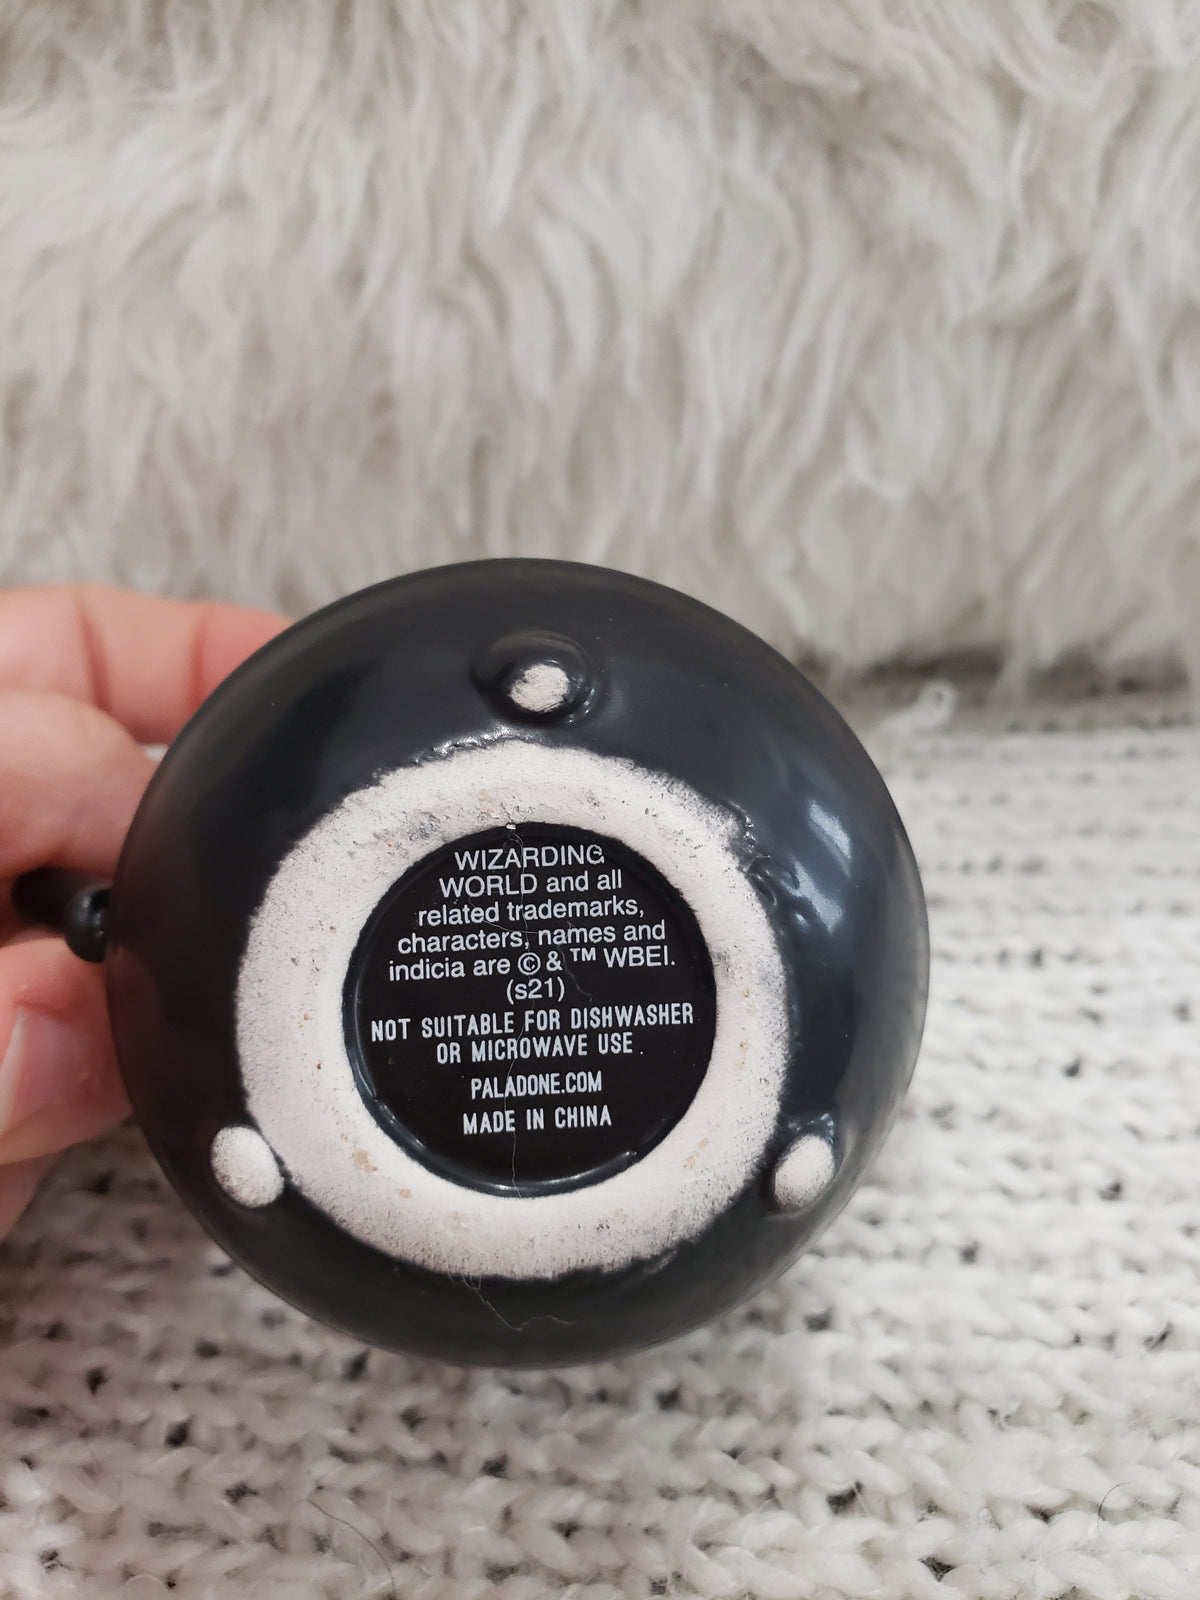 WIZARDING
WORLD and all
related trademarks,
characters, names and
indicia are © & ™ WBEI.
(s21)
NOT SUITABLE FOR DISHWASHER
OR MICROWAVE USE.
PALADONE.COM
MADE IN CHINA